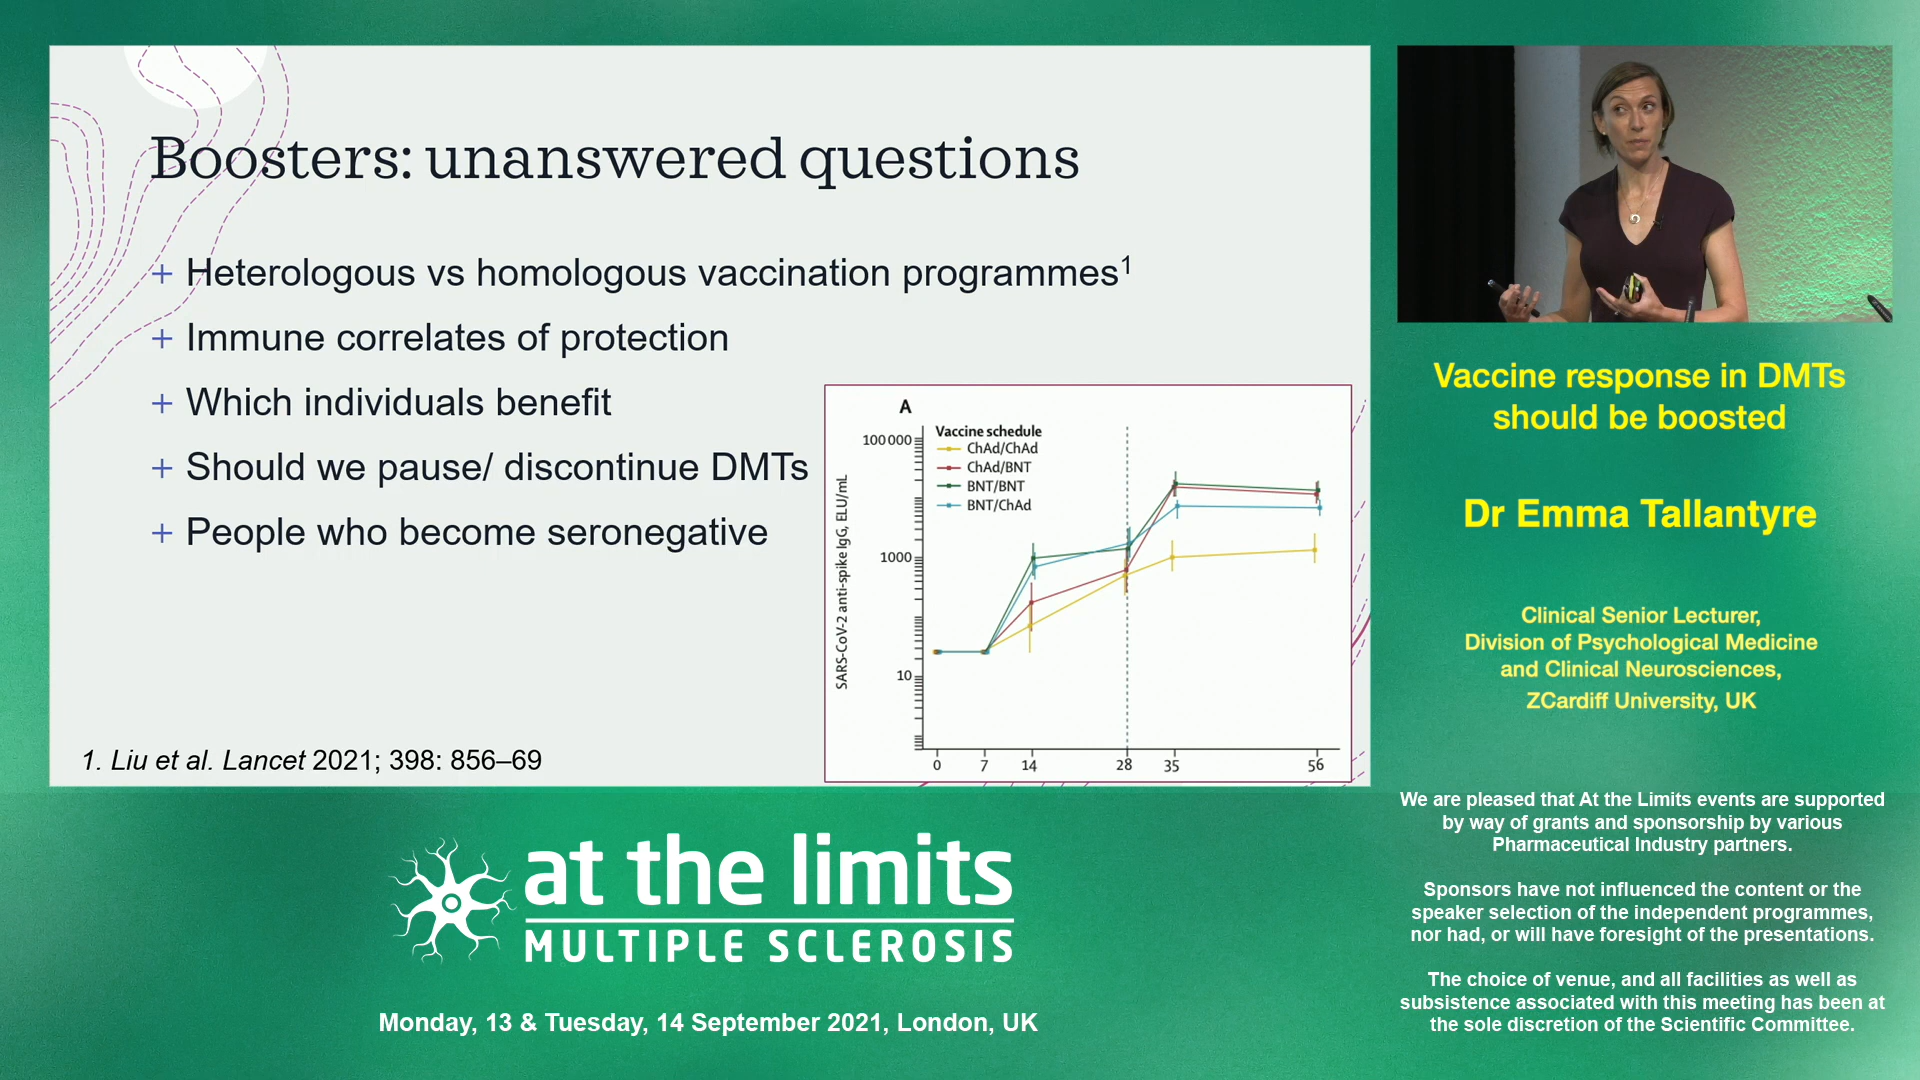 Boosters: unanswered questions
+ Heterologous vs homologous vaccination programmes1
+ Immune correlates of protection
+ Which individuals benefit
+ Should we pause/ discontinue DMTs
+ People who become seronegative
A
Vaccine schedule
ChAd/ChAd
ChAd/BNT
BNT/BNT
BNT/ChAd
SARS-CoV-2 anti-spike IgG, ELU/mL
100 000
1000
10
0 7 14 28 35 56
1. Liu et al. Lancet 2021; 398: 856–69
Vaccine response in DMTs
should be boosted
Dr Emma Tallantyre
Clinical Senior Lecturer,
Division of Psychological Medicine
and Clinical Neurosciences,
ZCardiff University, UK
at the limits
MULTIPLE SCLEROSIS
Monday, 13 & Tuesday, 14 September 2021, London, UK
We are pleased that At the Limits events are supported
by way of grants and sponsorship by various
Pharmaceutical Industry partners.
Sponsors have not influenced the content or the
speaker selection of the independent programmes,
nor had, or will have foresight of the presentations.
The choice of venue, and all facilities as well as
subsistence associated with this meeting has been at
the sole discretion of the Scientific Committee.